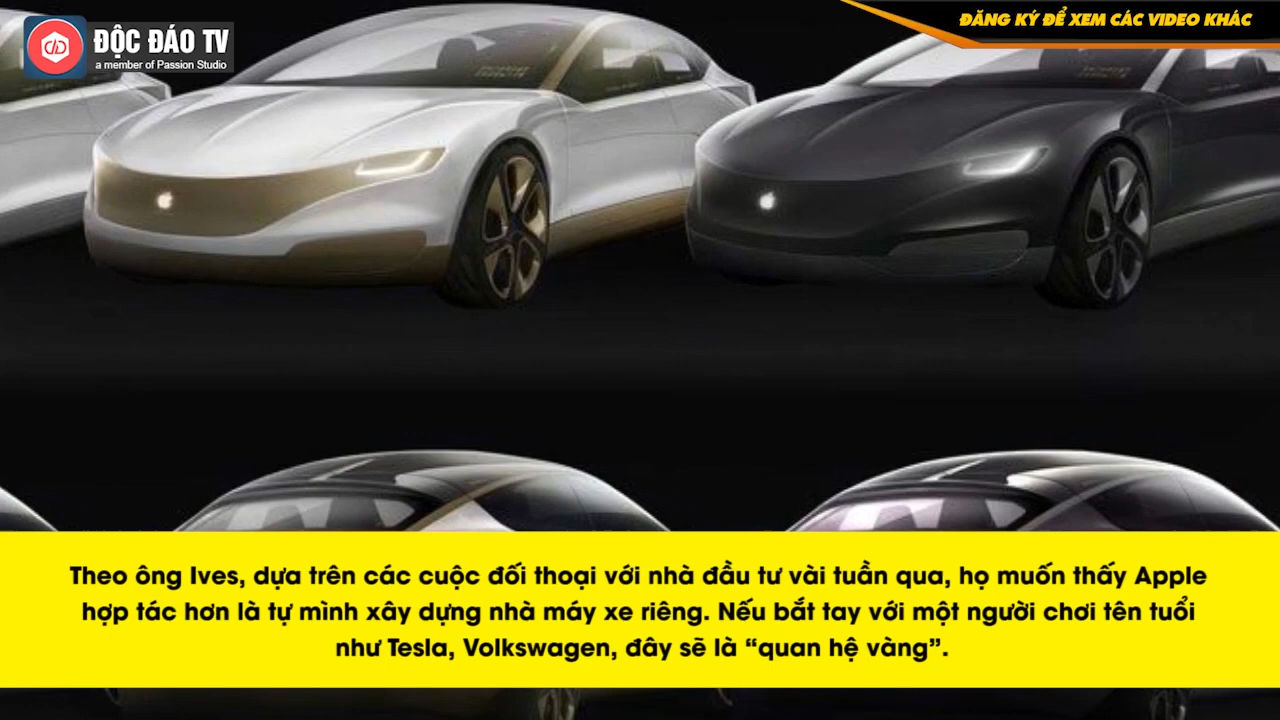 ĐỘC ĐÁO TV
a member of Passion Studio
ĐĂNG KÝ ĐỂ XEM CÁC VIDEO KHÁC
Theo ông Ives, dựa trên các cuộc đối thoại với nhà đầu tư vài tuần qua, họ muốn thấy Apple
hợp tác hơn là tự mình xây dựng nhà máy xe riêng. Nếu bắt tay với một người chơi tên tuổi
như Tesla, Volkswagen, đây sẽ là “quan hệ vàng”.